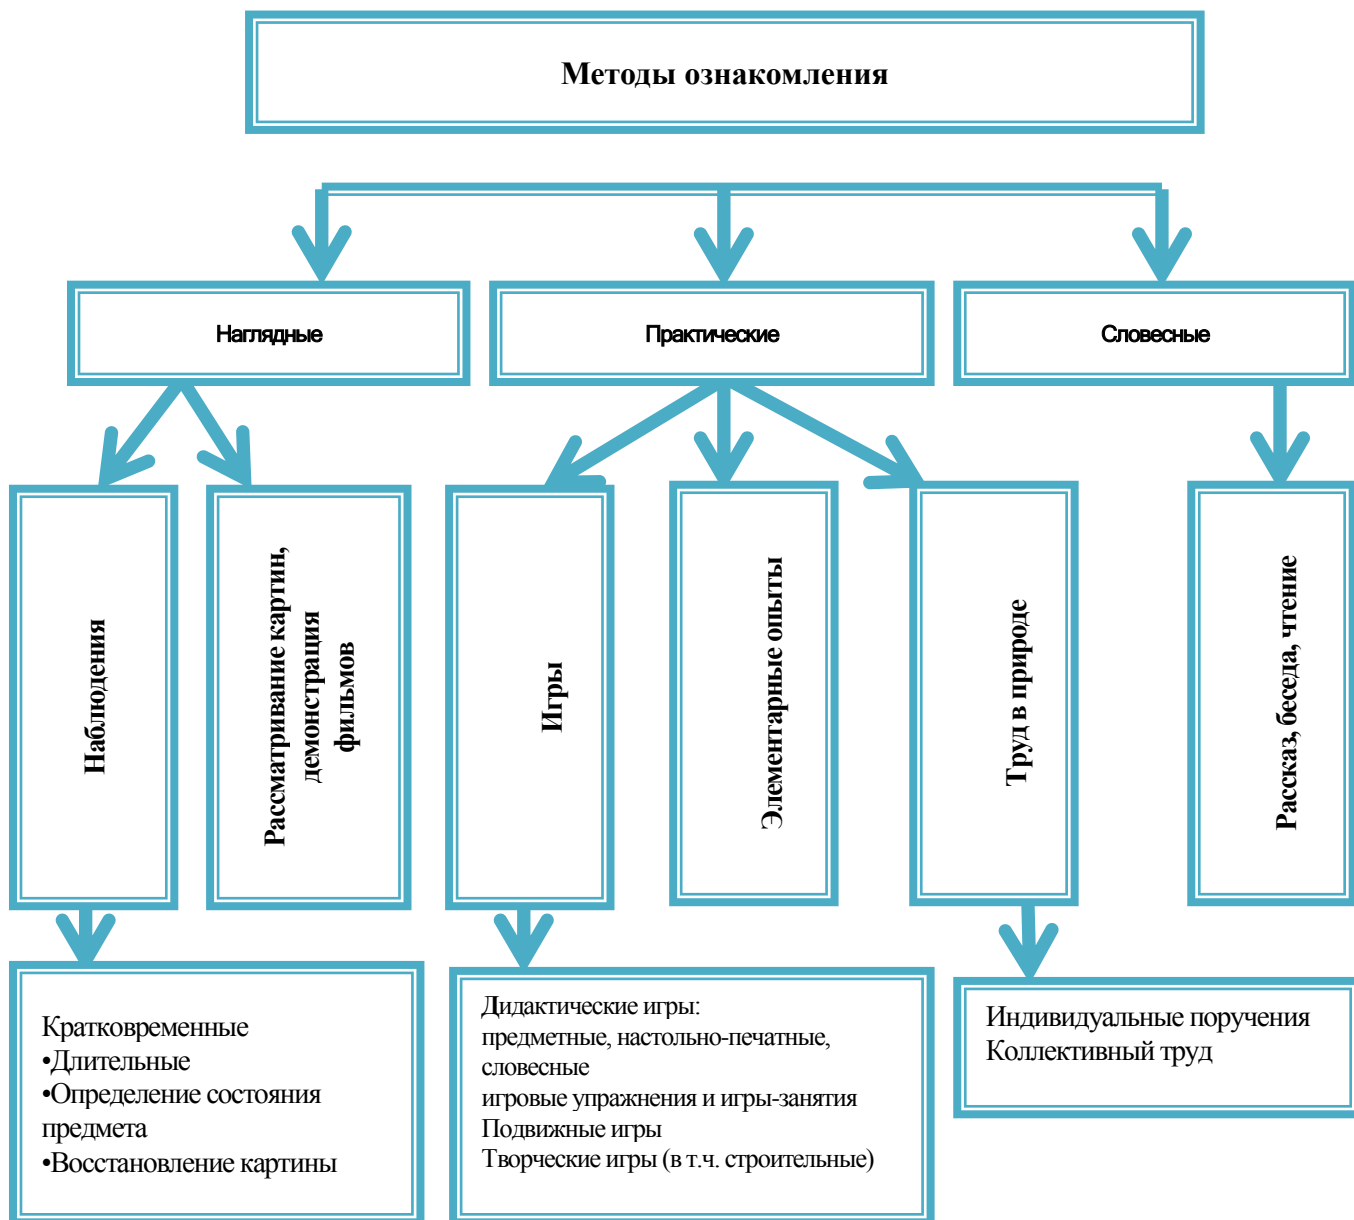 Методы ознакомления
Наглядные
Практические
Словесные
Наблюдения
Рассматривание картин,
демонстрация
фильмов
Игры
Элементарные опыты
Труд в природе
Рассказ, беседа, чтение
Кратковременные
•Длительные
•Определение состояния
предмета
•Восстановление картины
Дидактические игры:
предметные, настольно-печатные,
словесные
игровые упражнения и игры-занятия
Подвижные игры
Творческие игры (в т.ч. строительные)
Индивидуальные поручения
Коллективный труд